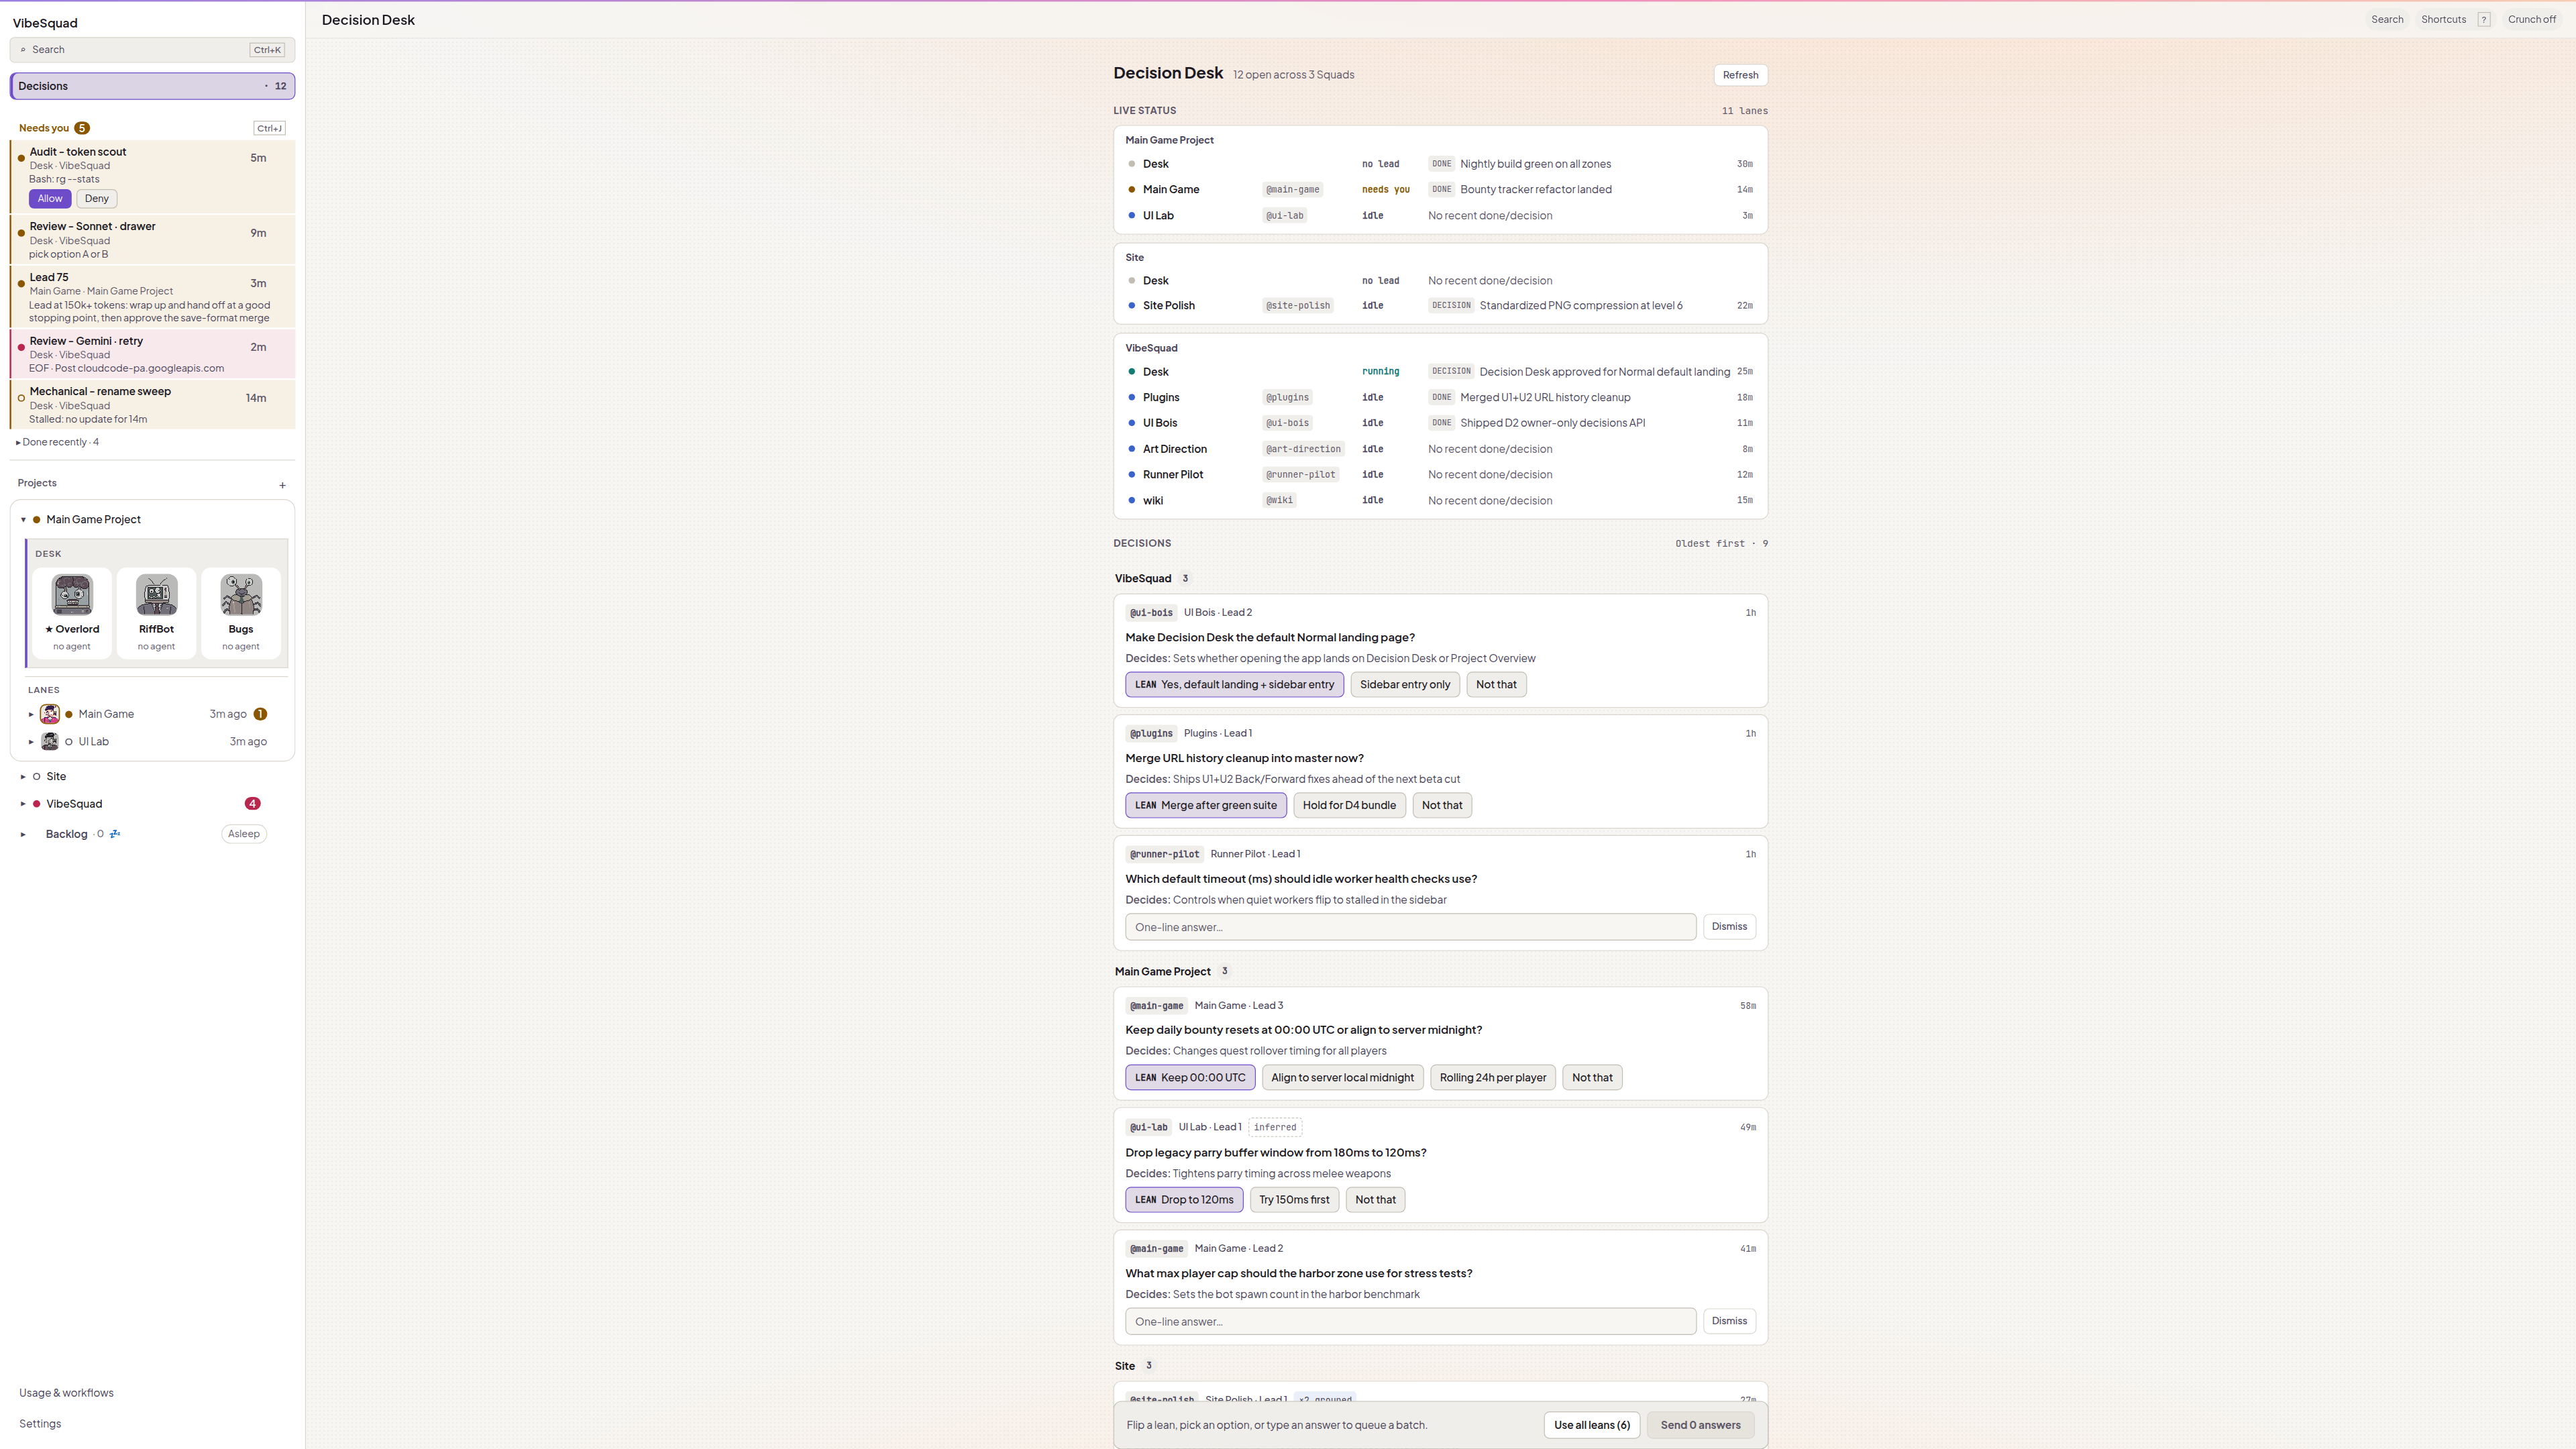 VibeSquad
Search Ctrl+K
Decisions · 12
Needs you 5 Ctrl+J
Audit - token scout 5m
Desk · VibeSquad
Bash: rg --stats
Allow Deny
Review - Sonnet · drawer 9m
Desk · VibeSquad
pick option A or B
Lead 75 3m
Main Game · Main Game Project
Lead at 150k+ tokens: wrap up and hand off at a good
stopping point, then approve the save-format merge
Review - Gemini · retry 2m
Desk · VibeSquad
EOF · Post cloudcode-pa.googleapis.com
Mechanical - rename sweep 14m
Desk · VibeSquad
Stalled: no update for 14m
▸ Done recently · 4
Projects +
Main Game Project
DESK
★ Overlord RiffBot Bugs
no agent no agent no agent
LANES
Main Game 3m ago 1
UI Lab 3m ago
Site
VibeSquad 4
Backlog · 0 Asleep
Usage & workflows
Settings
Decision Desk Search Shortcuts ? Crunch off
Decision Desk 12 open across 3 Squads Refresh
LIVE STATUS 11 lanes
Main Game Project
Desk no lead DONE Nightly build green on all zones 30m
Main Game @main-game needs you DONE Bounty tracker refactor landed 14m
UI Lab @ui-lab idle No recent done/decision 3m
Site
Desk no lead No recent done/decision
Site Polish @site-polish idle DECISION Standardized PNG compression at level 6 22m
VibeSquad
Desk running DECISION Decision Desk approved for Normal default landing 25m
Plugins @plugins idle DONE Merged U1+U2 URL history cleanup 18m
UI Bois @ui-bois idle DONE Shipped D2 owner-only decisions API 11m
Art Direction @art-direction idle No recent done/decision 8m
Runner Pilot @runner-pilot idle No recent done/decision 12m
wiki @wiki idle No recent done/decision 15m
DECISIONS Oldest first · 9
VibeSquad 3
@ui-bois UI Bois · Lead 2 1h
Make Decision Desk the default Normal landing page?
Decides: Sets whether opening the app lands on Decision Desk or Project Overview
LEAN Yes, default landing + sidebar entry Sidebar entry only Not that
@plugins Plugins · Lead 1 1h
Merge URL history cleanup into master now?
Decides: Ships U1+U2 Back/Forward fixes ahead of the next beta cut
LEAN Merge after green suite Hold for D4 bundle Not that
@runner-pilot Runner Pilot · Lead 1 1h
Which default timeout (ms) should idle worker health checks use?
Decides: Controls when quiet workers flip to stalled in the sidebar
One-line answer… Dismiss
Main Game Project 3
@main-game Main Game · Lead 3 58m
Keep daily bounty resets at 00:00 UTC or align to server midnight?
Decides: Changes quest rollover timing for all players
LEAN Keep 00:00 UTC Align to server local midnight Rolling 24h per player Not that
@ui-lab UI Lab · Lead 1 inferred 49m
Drop legacy parry buffer window from 180ms to 120ms?
Decides: Tightens parry timing across melee weapons
LEAN Drop to 120ms Try 150ms first Not that
@main-game Main Game · Lead 2 41m
What max player cap should the harbor zone use for stress tests?
Decides: Sets the bot spawn count in the harbor benchmark
One-line answer… Dismiss
Site 3
@site-polish Site Polish · Lead 1 ×2 grouped 27m
Flip a lean, pick an option, or type an answer to queue a batch. Use all leans (6) Send 0 answers